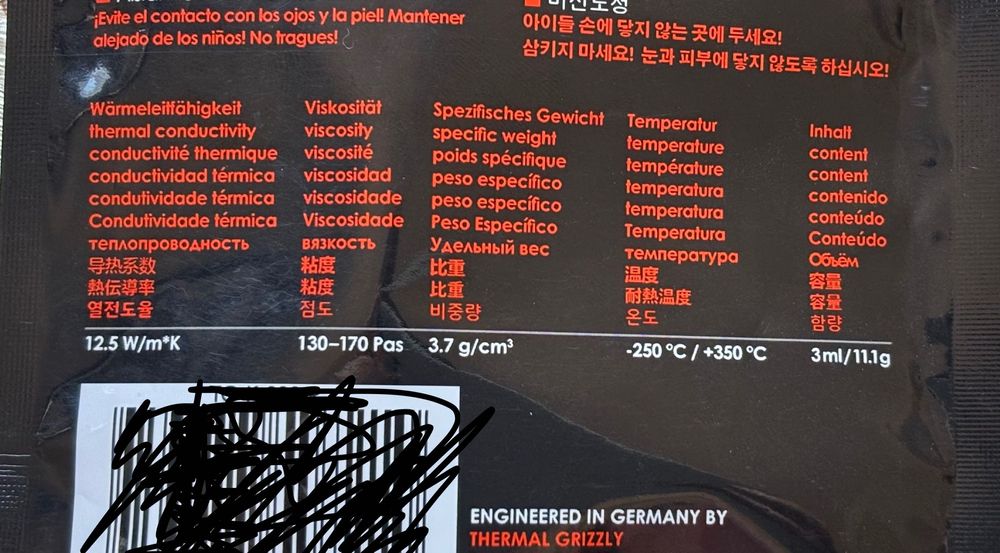 ¡Evite el contacto con los ojos y la piel! Mantener
alejado de los niños! No tragues!
아이들 손에 닿지 않는 곳에 두세요!
삼키지 마세요! 눈과 피부에 닿지 않도록 하십시오!
Wärmeleitfähigkeit Viskosität Spezifisches Gewicht Temperatur Inhalt
thermal conductivity viscosity specific weight temperature content
conductivité thermique viscosité poids spécifique température content
conductividad térmica viscosidad peso específico temperatura contenido
condutividade térmica viscosidade peso específico temperatura conteúdo
Condutividade térmica Viscosidade Peso Específico Temperatura Conteúdo
теплопроводность вязкость Удельный вес температура Объём
导热系数 粘度 比重 温度 容量
熱伝導率 粘度 比重 耐熱温度 容量
열전도율 점도 비중량 온도 함량
12.5 W/m*K 130–170 Pas 3.7 g/cm³ -250 °C / +350 °C 3ml/11.1g
ENGINEERED IN GERMANY BY
THERMAL GRIZZLY